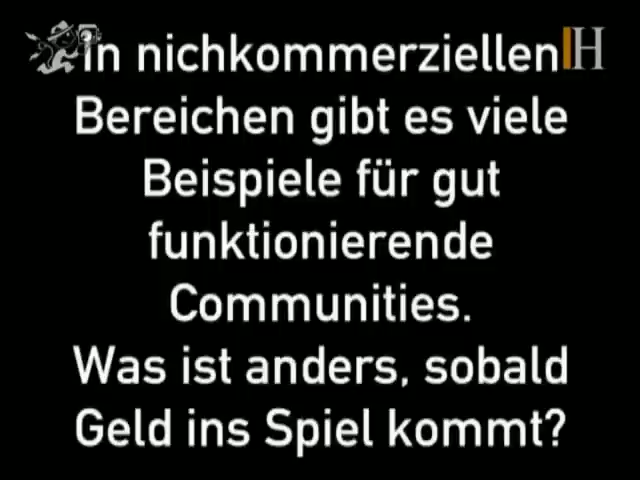 In nichkommerziellen
Bereichen gibt es viele
Beispiele für gut
funktionierende
Communities.
Was ist anders, sobald
Geld ins Spiel kommt?
H